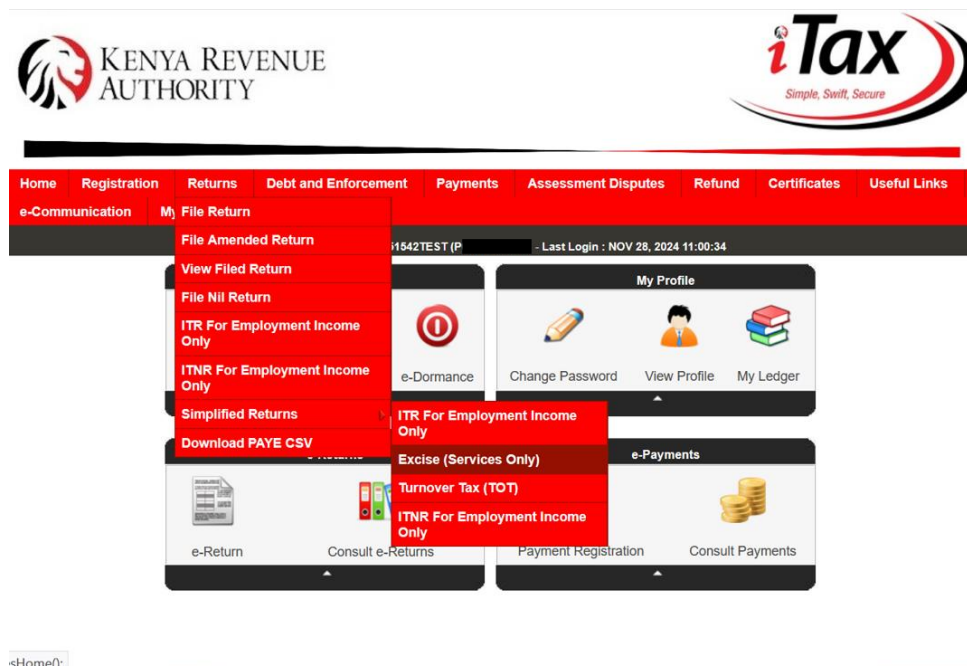 KENYA REVENUE
AUTHORITY
iTax
Simple, Swift, Secure
Home Registration Returns Debt and Enforcement Payments Assessment Disputes Refund Certificates Useful Links
e-Communication My
File Return
File Amended Return
View Filed Return
File Nil Return
ITR For Employment Income
Only
ITNR For Employment Income
Only
Simplified Returns
Download PAYE CSV
ITR For Employment Income
Only
Excise (Services Only)
Turnover Tax (TOT)
ITNR For Employment Income
Only
1542TEST (P - Last Login : NOV 28, 2024 11:00:34
e-Dormance
My Profile
Change Password View Profile My Ledger
e-Return Consult e-Returns
e-Payments
Payment Registration Consult Payments
sHome();